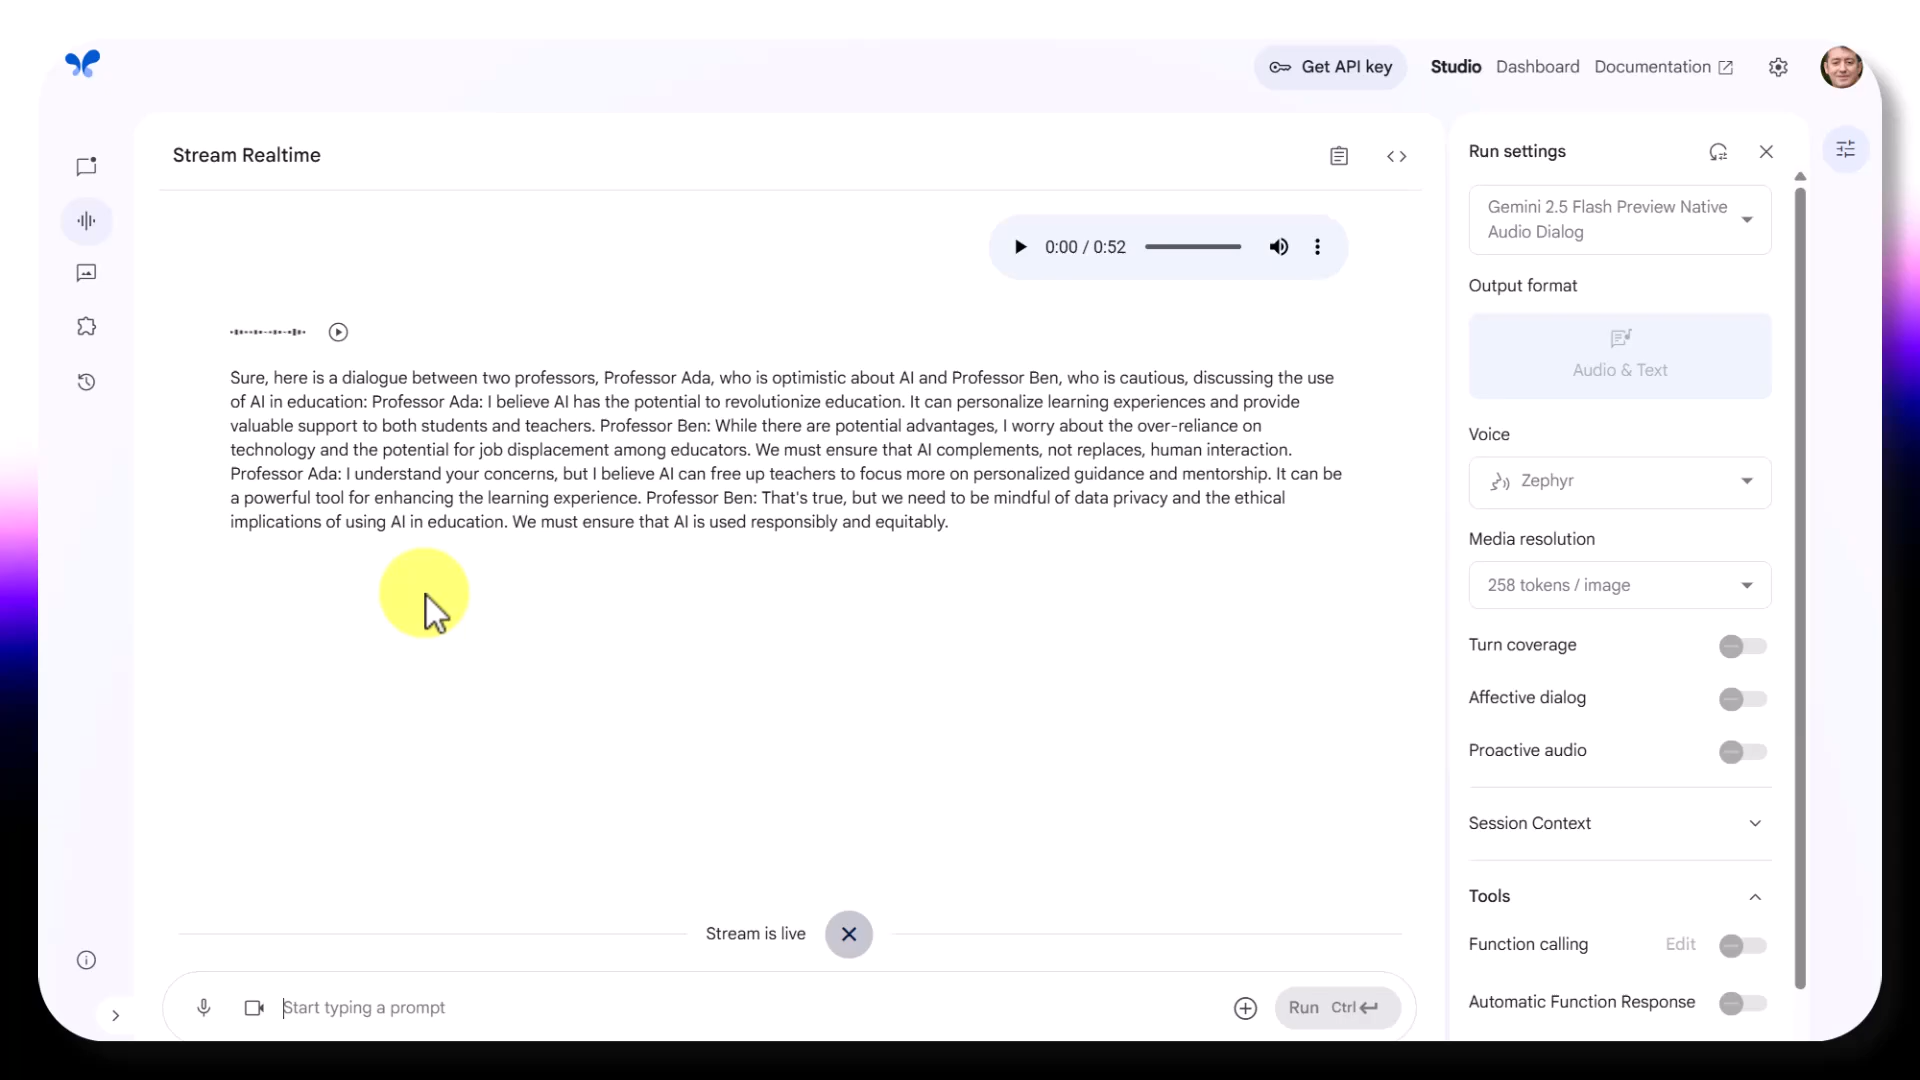 Get API key
Studio
Dashboard
Documentation
Stream Realtime
0:00 / 0:52
Sure, here is a dialogue between two professors, Professor Ada, who is optimistic about AI and Professor Ben, who is cautious, discussing the use
of AI in education: Professor Ada: I believe AI has the potential to revolutionize education. It can personalize learning experiences and provide
valuable support to both students and teachers. Professor Ben: While there are potential advantages, I worry about the over-reliance on
technology and the potential for job displacement among educators. We must ensure that AI complements, not replaces, human interaction.
Professor Ada: I understand your concerns, but I believe AI can free up teachers to focus more on personalized guidance and mentorship. It can be
a powerful tool for enhancing the learning experience. Professor Ben: That's true, but we need to be mindful of data privacy and the ethical
implications of using AI in education. We must ensure that AI is used responsibly and equitably.
Stream is live
Start typing a prompt
Run Ctrl
Run settings
Gemini 2.5 Flash Preview Native
Audio Dialog
Output format
Audio & Text
Voice
Zephyr
Media resolution
258 tokens / image
Turn coverage
Affective dialog
Proactive audio
Session Context
Tools
Function calling Edit
Automatic Function Response